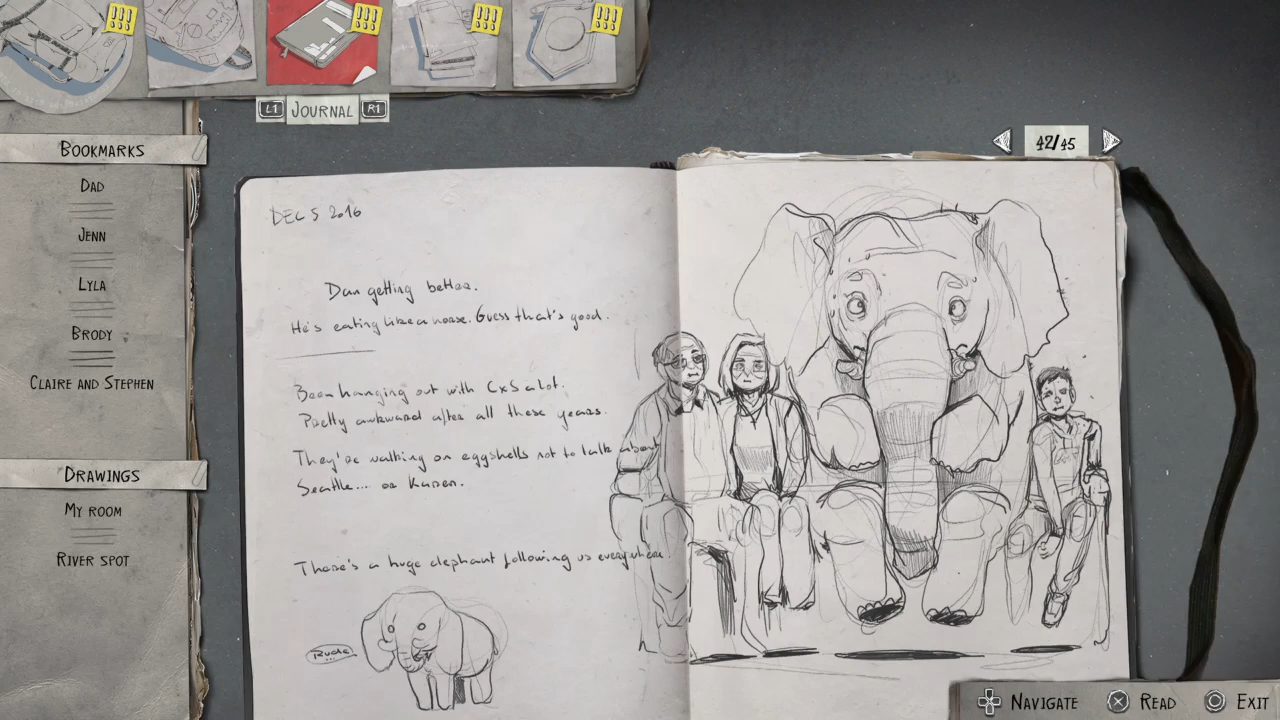 L1 JOURNAL R1
42/45
BOOKMARKS
DAD
JENN
LYLA
BRODY
CLAIRE AND STEPHEN
DRAWINGS
MY ROOM
RIVER SPOT
DEC 5 2016
Dan getting better.
He's eating like a horse. Guess that's good.
Been hanging out with C&S a lot.
Pretty awkward after all these years.
They're walking on eggshells not to talk about
Seattle... or Karen.
There's a huge elephant following us everywhere.
Rude
NAVIGATE
READ
EXIT